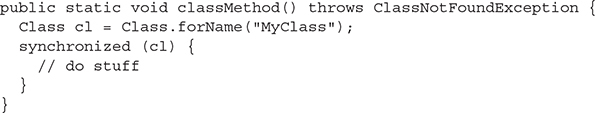 public static void classMethod() throws ClassNotFoundException {
  Class cl = Class.forName("MyClass");
  synchronized (cl) {
    // do stuff
  }
}